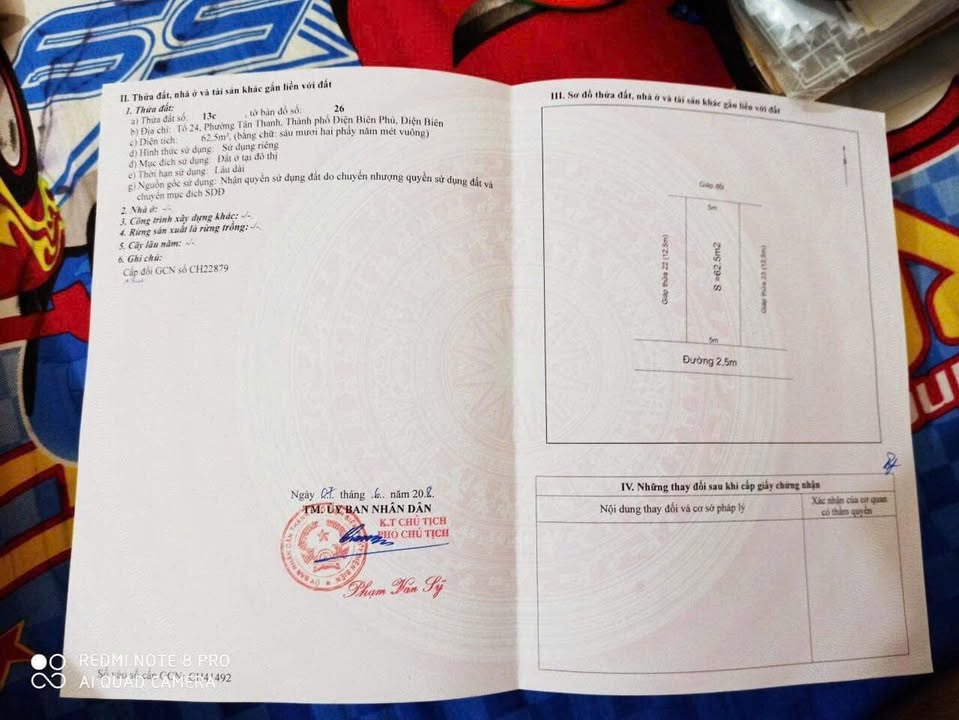 II. Thửa đất, nhà ở và tài sản khác gắn liền với đất
1. Thửa đất:
a) Thửa đất số: 13c , tờ bản đồ số: 26
b) Địa chỉ: Tổ 24, Phường Tân Thanh, Thành phố Điện Biên Phủ, Điện Biên
c) Diện tích: 62.5m², (bằng chữ: sáu mươi hai phẩy năm mét vuông)
d) Hình thức sử dụng: Sử dụng riêng
đ) Mục đích sử dụng: Đất ở tại đô thị
e) Thời hạn sử dụng: Lâu dài
g) Nguồn gốc sử dụng: Nhận quyền sử dụng đất do chuyển nhượng quyền sử dụng đất và
chuyển mục đích SDĐ
2. Nhà ở: -/-.
3. Công trình xây dựng khác: -/-.
4. Rừng sản xuất là rừng trồng: -/-.
5. Cây lâu năm: -/-.
6. Ghi chú:
Cấp đổi GCN số CH22879
Ngày 07 tháng 6 năm 2018
TM. ỦY BAN NHÂN DÂN
K.T CHỦ TỊCH
PHÓ CHỦ TỊCH
Phạm Văn Sỹ
Số vào sổ cấp GCN: CH41492
REDMI NOTE 8 PRO
AI QUAD CAMERA
III. Sơ đồ thửa đất, nhà ở và tài sản khác gắn liền với đất
Giáp đồi
5m
Giáp thửa 22 (12,5m)
S =62.5m2
Giáp thửa 23 (12,5m)
5m
Đường 2,5m
IV. Những thay đổi sau khi cấp giấy chứng nhận
Nội dung thay đổi và cơ sở pháp lý
Xác nhận của cơ quan
có thẩm quyền